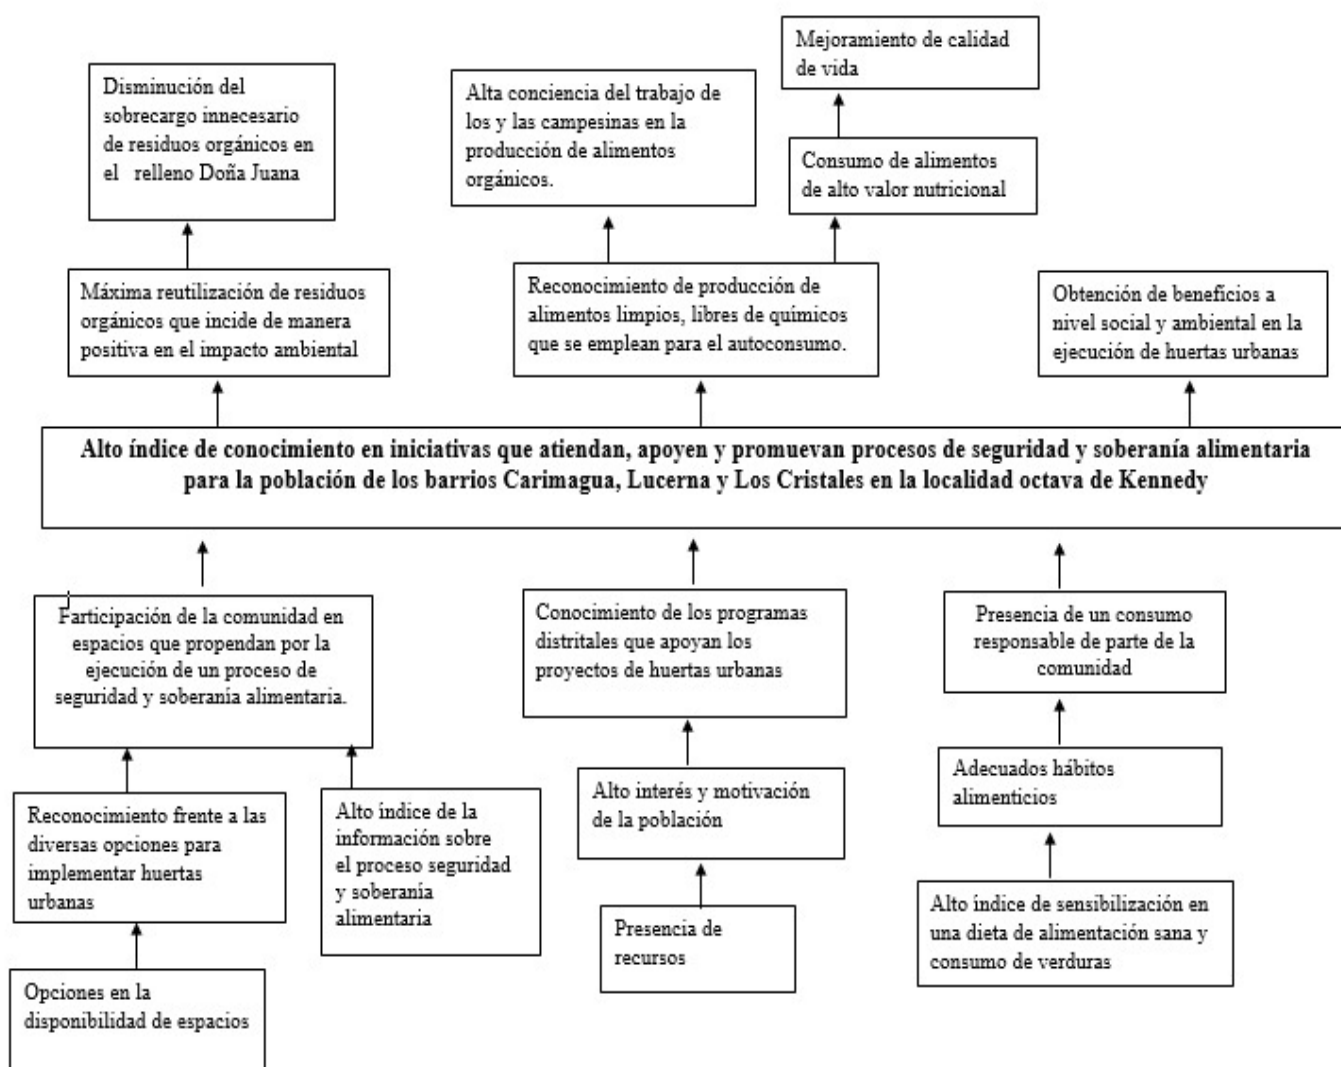 Mejoramiento de calidad
de vida
Disminución del
sobrecargo innecesario
de residuos orgánicos en
el relleno Doña Juana
Alta conciencia del trabajo de
los y las campesinas en la
producción de alimentos
orgánicos.
Consumo de alimentos
de alto valor nutricional
Máxima reutilización de residuos
orgánicos que incide de manera
positiva en el impacto ambiental
Reconocimiento de producción de
alimentos limpios, libres de químicos
que se emplean para el autoconsumo.
Obtención de beneficios a
nivel social y ambiental en la
ejecución de huertas urbanas
Alto índice de conocimiento en iniciativas que atiendan, apoyen y promuevan procesos de seguridad y soberanía alimentaria
para la población de los barrios Carimagua, Lucerna y Los Cristales en la localidad octava de Kennedy
Farticipación de la comunidad en
espacios que propendan por la
ejecución de un proceso de
seguridad y soberanía alimentaria.
Conocimiento de los programas
distritales que apoyan los
proyectos de huertas urbanas
Presencia de un consumo
responsable de parte de la
comunidad
Reconocimiento frente a las
diversas opciones para
implementar huertas
urbanas
Alto índice de la
información sobre
el proceso seguridad
y soberanía
alimentaria
Alto interés y motivación
de la población
Adecuados hábitos
alimenticios
Opciones en la
disponibilidad de espacios
Presencia de
recursos
Alto índice de sensibilización en
una dieta de alimentación sana y
consumo de verduras